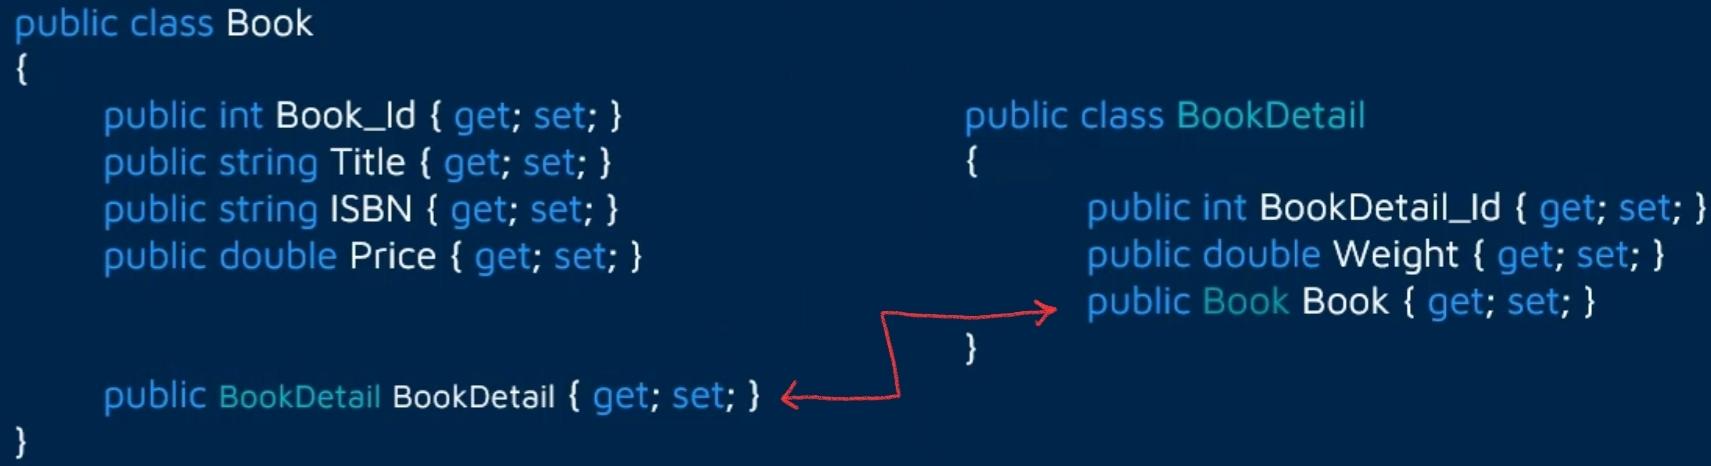 public class Book
{
public int Book_Id { get; set; }
public string Title { get; set; }
public string ISBN { get; set; }
public double Price { get; set; }
public BookDetail BookDetail { get; set; }
}
public class BookDetail
{
public int BookDetail_Id { get; set; }
public double Weight { get; set; }
public Book Book { get; set; }
}